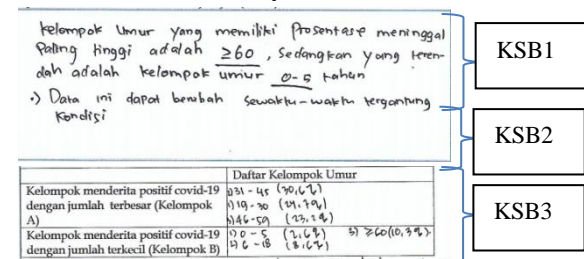 kelompok Umur yang memiliki Prosentase meninggal
Paling tinggi adalah ≥60, sedangkan yang teren-
dah adalah kelompok umur 0-5 tahun
•) Data ini dapat berubah sewaktu-waktu tergantung
Kondisi
KSB1
KSB2
KSB3
Daftar Kelompok Umur
Kelompok menderita positif covid-19
dengan jumlah terbesar (Kelompok
A)
31 - 45 (30,6%)
19 - 30 (24,7%)
46 - 59 (23,2%)
Kelompok menderita positif covid-19
dengan jumlah terkecil (Kelompok B)
1) 0 - 5 (2,6%) 3) ≥60 (10,3%)
2) 6 - 18 (8,6%)